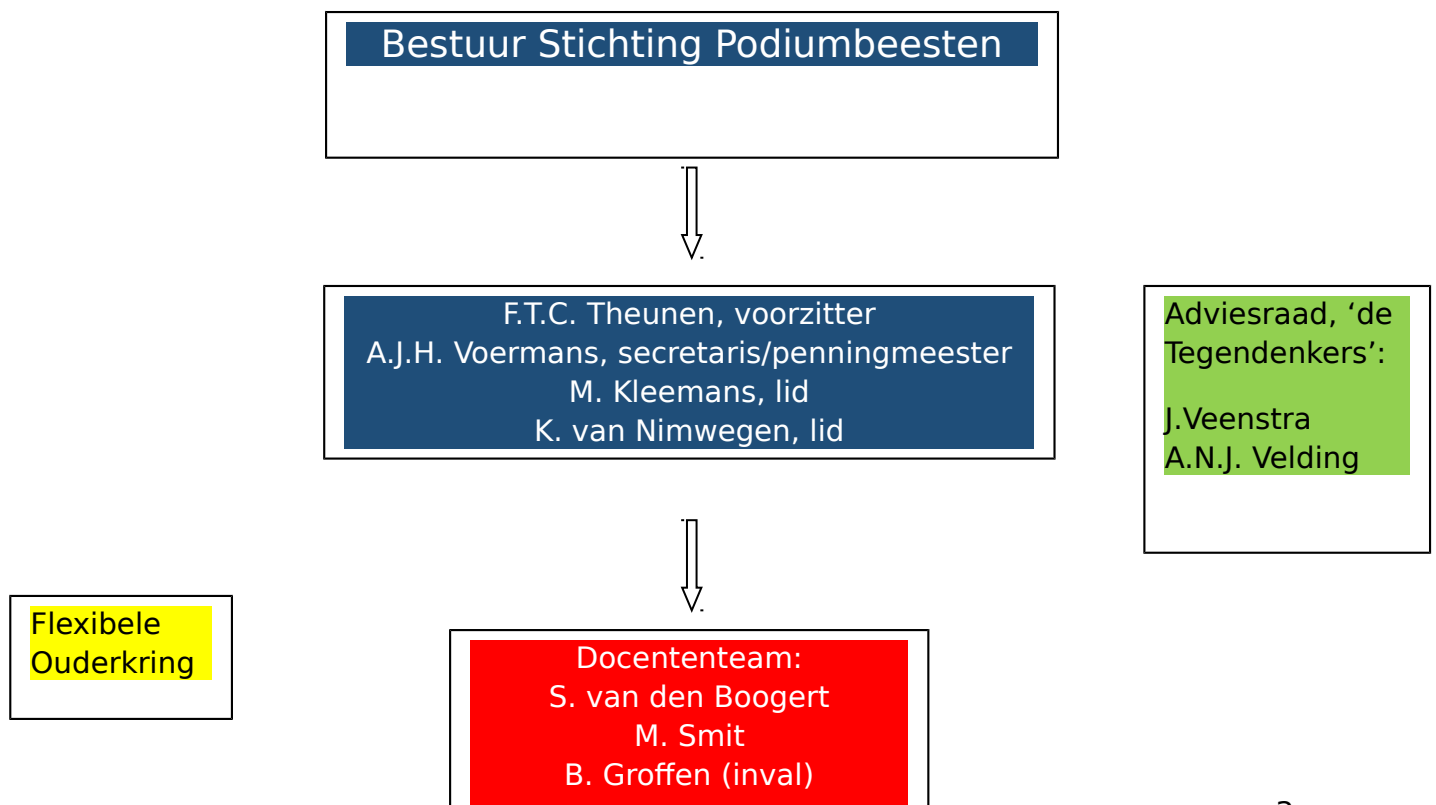 Bestuur Stichting Podiumbeesten
F.T.C. Theunen, voorzitter
A.J.H. Voermans, secretaris/penningmeester
M. Kleemans, lid
K. van Nimwegen, lid
Adviesraad, ‘de
Tegendenkers’:
J.Veenstra
A.N.J. Velding
Flexibele
Ouderkring
Docententeam:
S. van den Boogert
M. Smit
B. Groffen (inval)